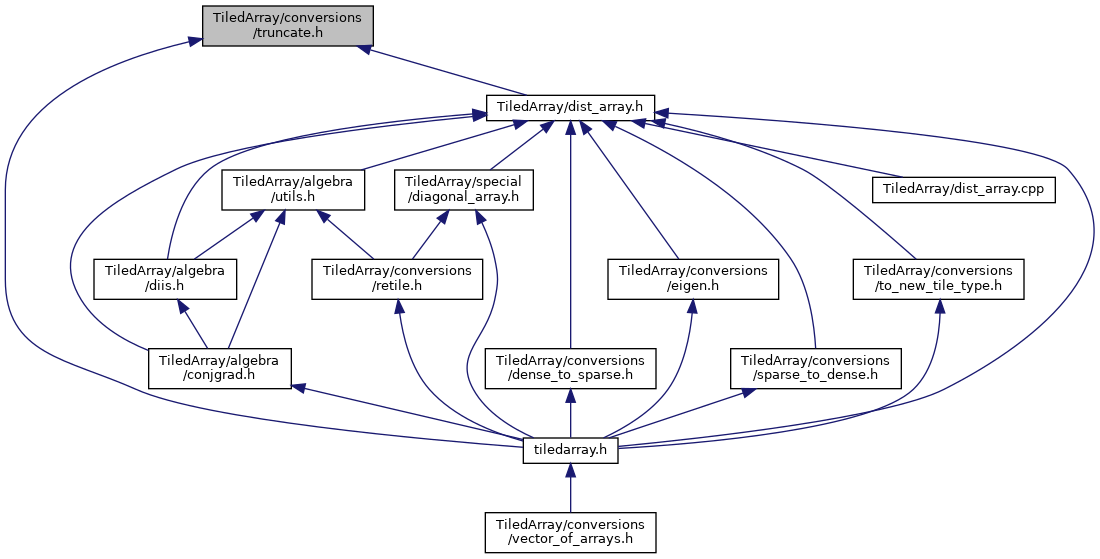 TiledArray/conversions
/truncate.h
TiledArray/dist_array.h
TiledArray/algebra
/utils.h
TiledArray/special
/diagonal_array.h
TiledArray/dist_array.cpp
TiledArray/algebra
/diis.h
TiledArray/conversions
/retile.h
TiledArray/conversions
/eigen.h
TiledArray/conversions
/to_new_tile_type.h
TiledArray/algebra
/conjgrad.h
TiledArray/conversions
/dense_to_sparse.h
TiledArray/conversions
/sparse_to_dense.h
tiledarray.h
TiledArray/conversions
/vector_of_arrays.h